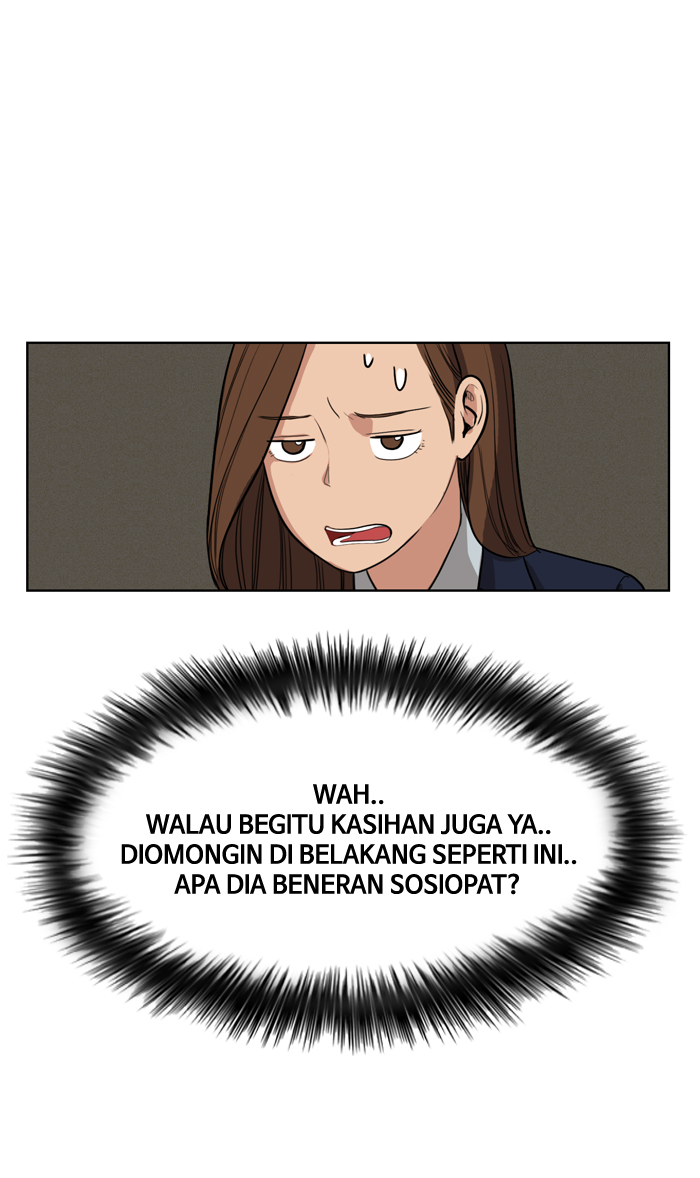 WAH..
WALAU BEGITU KASIHAN JUGA YA..
DIOMONGIN DI BELAKANG SEPERTI INI..
APA DIA BENERAN SOSIOPAT?